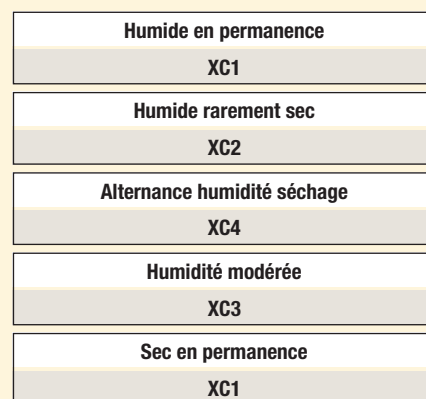 Humide en permanence
XC1
Humide rarement sec
XC2
Alternance humidité séchage
XC4
Humidité modérée
XC3
Sec en permanence
XC1